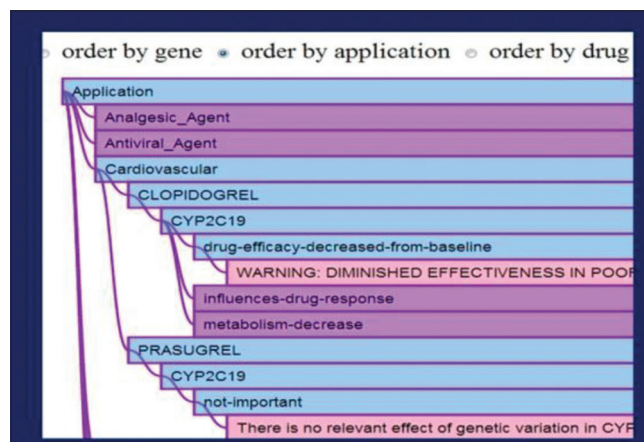 order by gene order by application order by drug
Application
Analgesic_Agent
Antiviral_Agent
Cardiovascular
CLOPIDOGREL
CYP2C19
drug-efficacy-decreased-from-baseline
WARNING: DIMINISHED EFFECTIVENESS IN POOR
influences-drug-response
metabolism-decrease
PRASUGREL
CYP2C19
not-important
There is no relevant effect of genetic variation in CYP